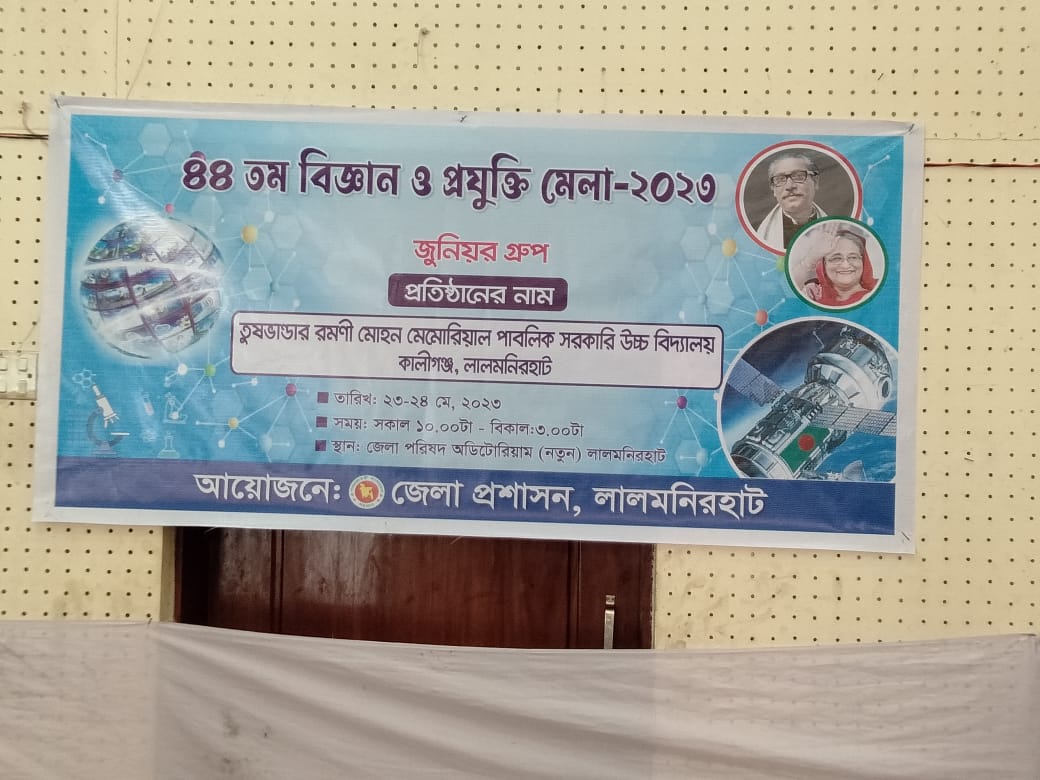 ৪৪ তম বিজ্ঞান ও প্রযুক্তি মেলা-২০২৩
জুনিয়র গ্রুপ
প্রতিষ্ঠানের নাম
তুষভান্ডার রমণী মোহন মেমোরিয়াল পাবলিক সরকারি উচ্চ বিদ্যালয়
কালীগঞ্জ, লালমনিরহাট
তারিখ: ২৩-২৪ মে, ২০২৩
সময়: সকাল ১০.০০টা - বিকাল:৩.০০টা
স্থান: জেলা পরিষদ অডিটোরিয়াম (নতুন) লালমনিরহাট
আয়োজনে: জেলা প্রশাসন, লালমনিরহাট